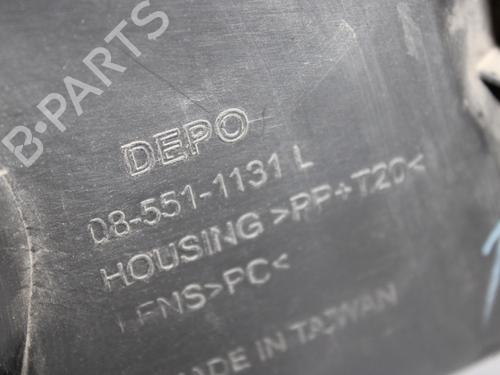 B-PARTS
DEPO
08-551-1131 L
HOUSING >PP+T20<
LENS>PC<
MADE IN TAIWAN